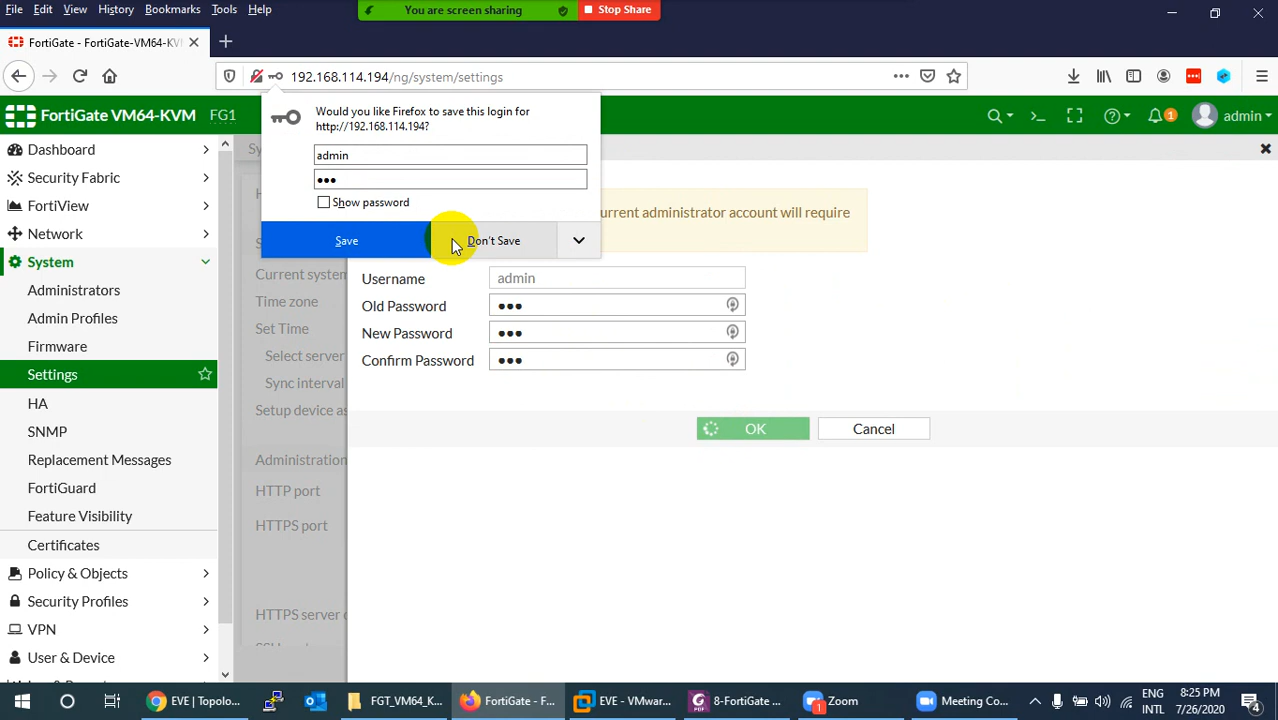 File Edit View History Bookmarks Tools Help
You are screen sharing
Stop Share
FortiGate - FortiGate-VM64-KV
192.168.114.194/ng/system/settings
FortiGate VM64-KVM FG1
1
admin
Would you like Firefox to save this login for
http://192.168.114.194?
admin
•••
Show password
Save
Don't Save
Dashboard
Security Fabric
FortiView
Network
System
Administrators
Admin Profiles
Firmware
Settings
HA
SNMP
Replacement Messages
FortiGuard
Feature Visibility
Certificates
Policy & Objects
Security Profiles
VPN
User & Device
Current system
Time zone
Set Time
Select server
Sync interval
Setup device as
Administration
HTTP port
HTTPS port
HTTPS server c
urrent administrator account will require
Username admin
Old Password •••
New Password •••
Confirm Password •••
OK
Cancel
EVE | Topolo...
FGT_VM64_K...
FortiGate - F...
EVE - VMwar...
8-FortiGate ...
Zoom
1
Meeting Co...
ENG
INTL
8:25 PM
7/26/2020
4